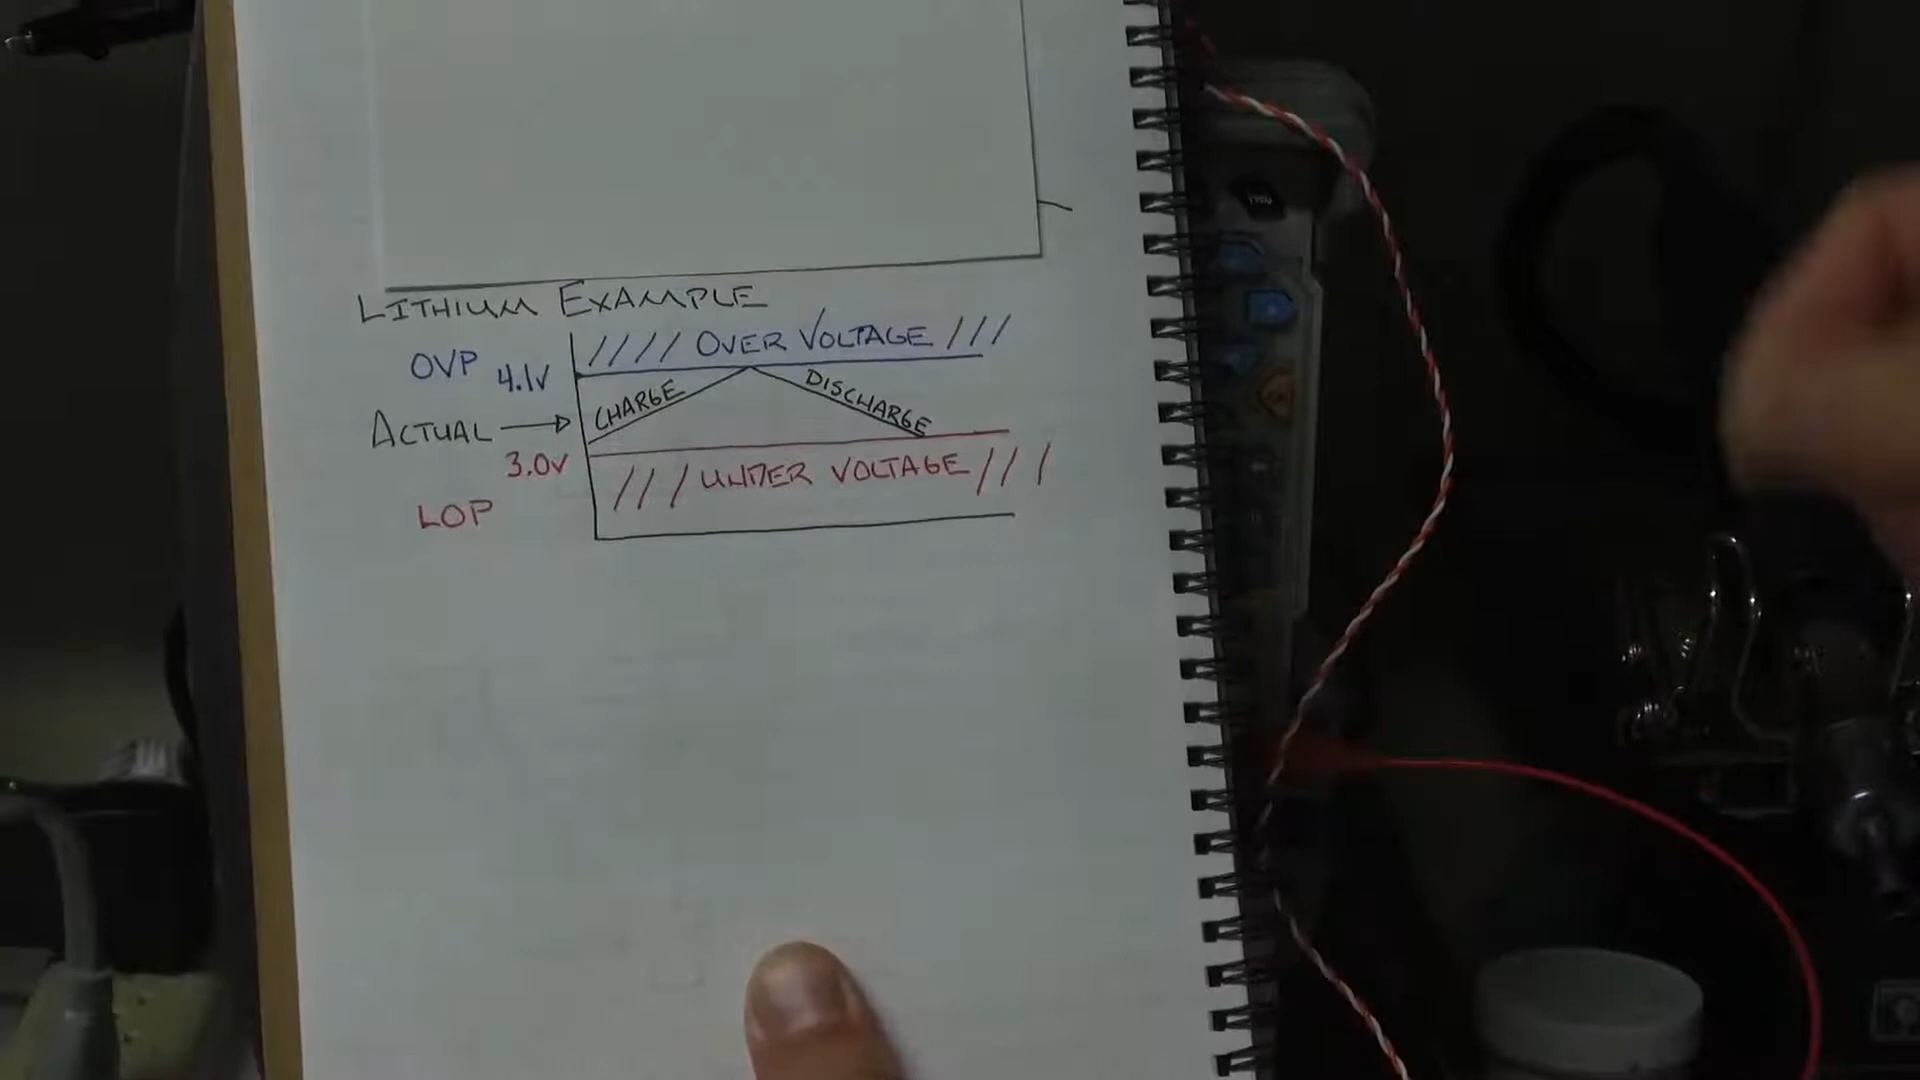 LITHIUM EXAMPLE
OVP 4.1V //// OVER VOLTAGE ///
ACTUAL → CHARGE DISCHARGE
3.0V /// UNDER VOLTAGE ///
LOP